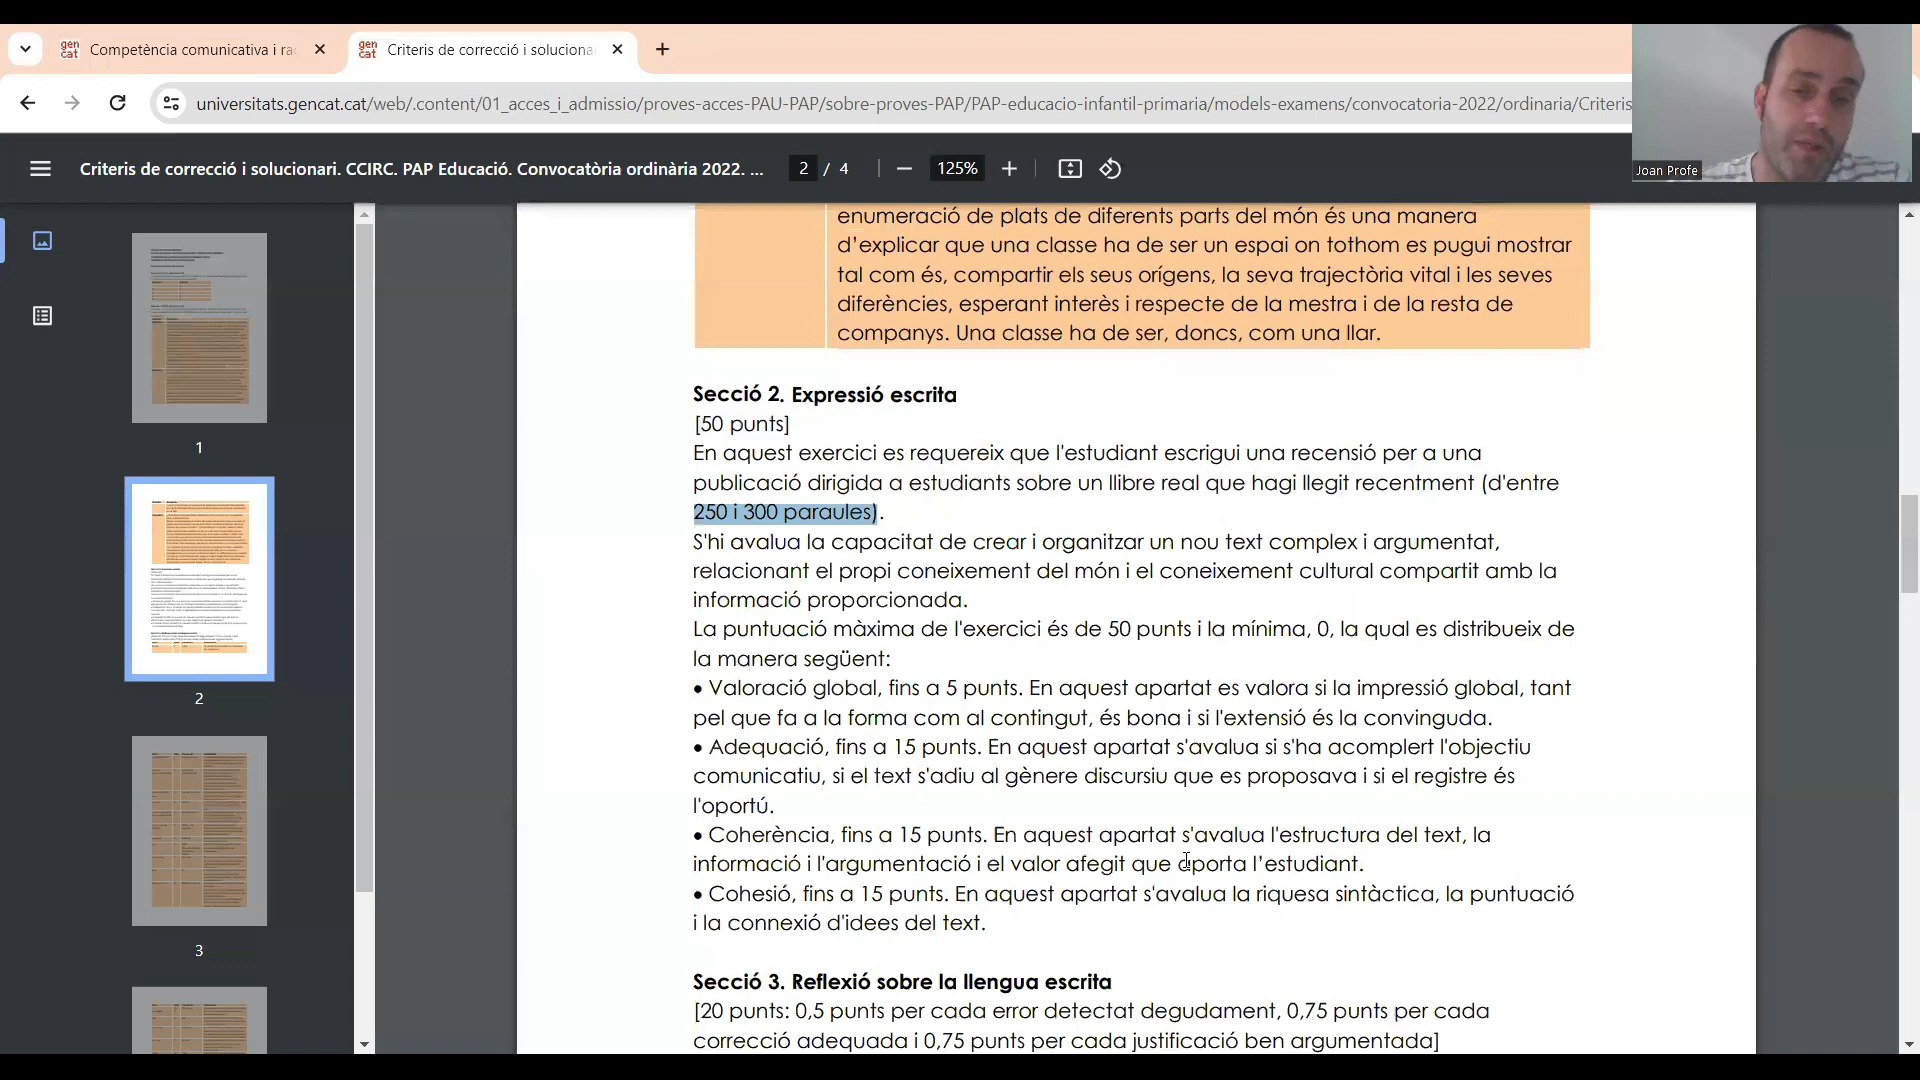 gen cat
Competència comunicativa i ra
gen cat
Criteris de correcció i soluciona
universitats.gencat.cat/web/.content/01_acces_i_admissio/proves-acces-PAU-PAP/sobre-proves-PAP/PAP-educacio-infantil-primaria/models-examens/convocatoria-2022/ordinaria/Criteris
Joan Profe
Criteris de correcció i solucionari. CCIRC. PAP Educació. Convocatòria ordinària 2022. ...
2 / 4
125%
1
2
3
enumeració de plats de diferents parts del món és una manera
d’explicar que una classe ha de ser un espai on tothom es pugui mostrar
tal com és, compartir els seus orígens, la seva trajectòria vital i les seves
diferències, esperant interès i respecte de la mestra i de la resta de
companys. Una classe ha de ser, doncs, com una llar.
Secció 2. Expressió escrita
[50 punts]
En aquest exercici es requereix que l'estudiant escrigui una recensió per a una
publicació dirigida a estudiants sobre un llibre real que hagi llegit recentment (d'entre
250 i 300 paraules).
S'hi avalua la capacitat de crear i organitzar un nou text complex i argumentat,
relacionant el propi coneixement del món i el coneixement cultural compartit amb la
informació proporcionada.
La puntuació màxima de l'exercici és de 50 punts i la mínima, 0, la qual es distribueix de
la manera següent:
• Valoració global, fins a 5 punts. En aquest apartat es valora si la impressió global, tant
pel que fa a la forma com al contingut, és bona i si l'extensió és la convinguda.
• Adequació, fins a 15 punts. En aquest apartat s'avalua si s'ha acomplert l'objectiu
comunicatiu, si el text s'adiu al gènere discursiu que es proposava i si el registre és
l'oportú.
• Coherència, fins a 15 punts. En aquest apartat s'avalua l'estructura del text, la
informació i l'argumentació i el valor afegit que aporta l’estudiant.
• Cohesió, fins a 15 punts. En aquest apartat s'avalua la riquesa sintàctica, la puntuació
i la connexió d'idees del text.
Secció 3. Reflexió sobre la llengua escrita
[20 punts: 0,5 punts per cada error detectat degudament, 0,75 punts per cada
correcció adequada i 0,75 punts per cada justificació ben argumentada]